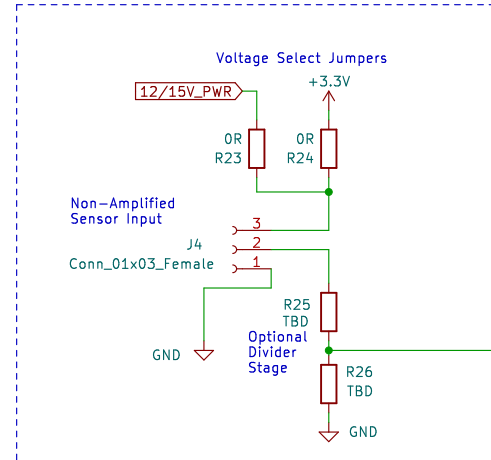 Voltage Select Jumpers
+3.3V
12/15V_PWR
0R
R23
0R
R24
Non-Amplified
Sensor Input
3
J4
2
Conn_01x03_Female
1
R25
TBD
Optional
Divider
Stage
GND
R26
TBD
GND